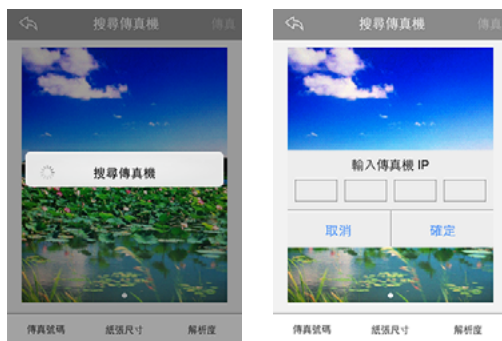 搜尋傳真機 傳真
搜尋傳真機
傳真號碼 紙張尺寸 解析度
搜尋傳真機 傳真
輸入傳真機 IP
取消 確定
傳真號碼 紙張尺寸 解析度